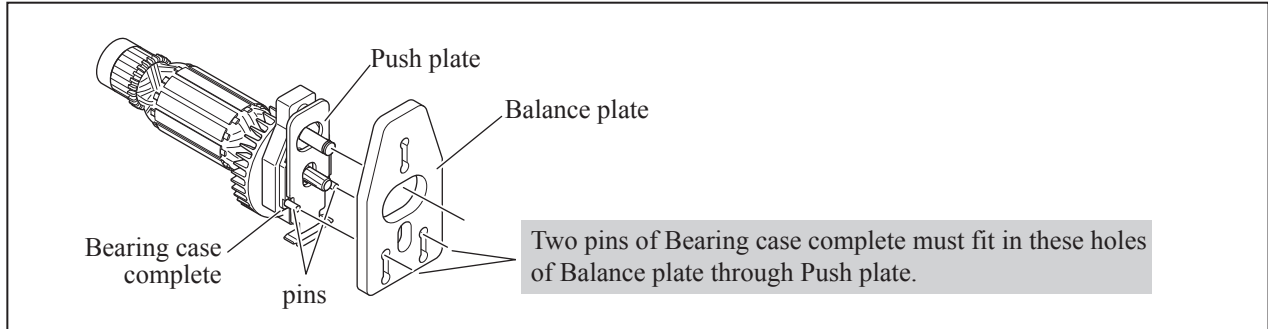 Push plate
Balance plate
Bearing case
complete
pins
Two pins of Bearing case complete must fit in these holes
of Balance plate through Push plate.